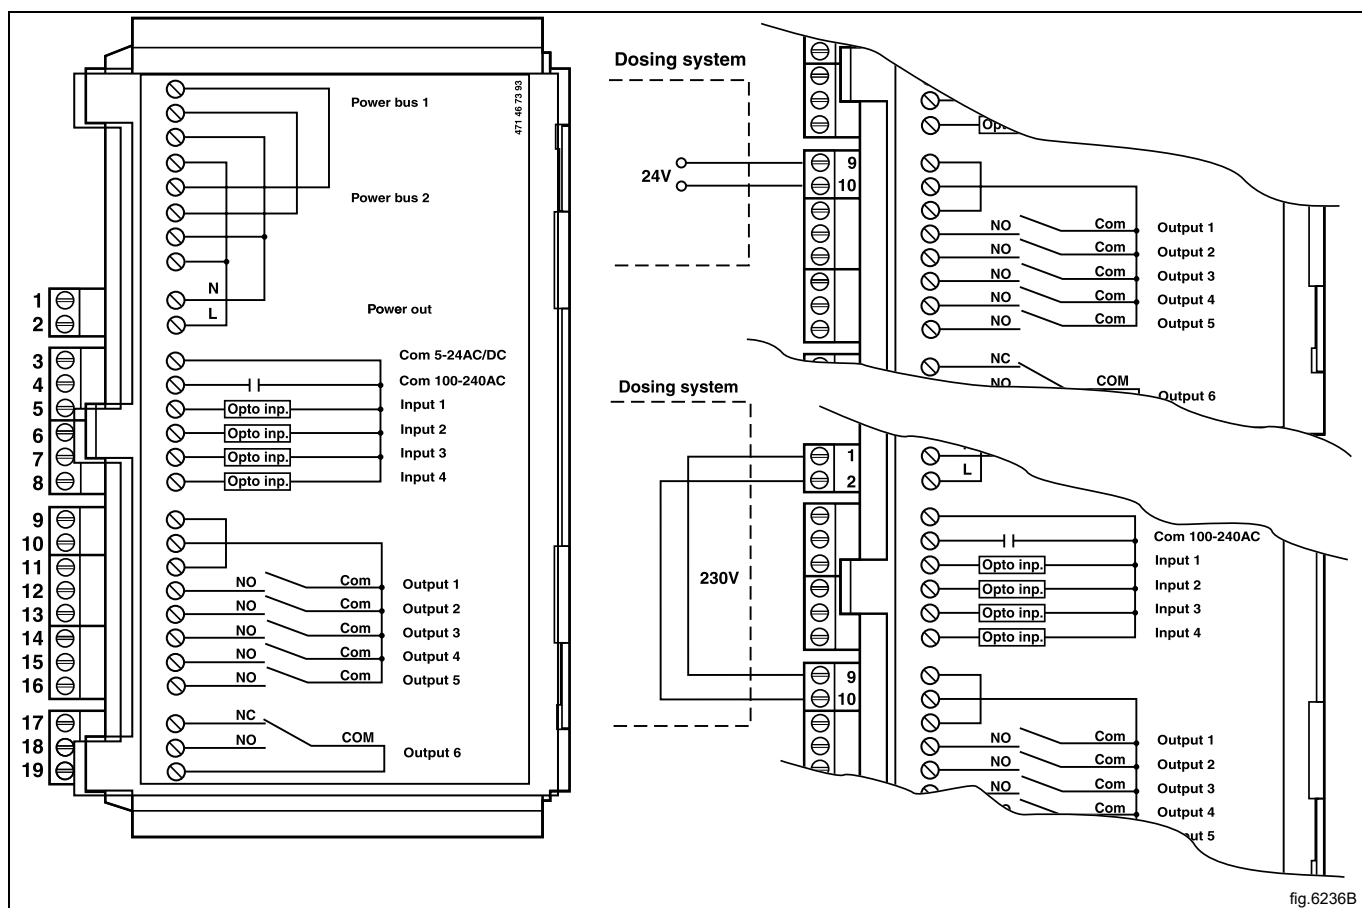 471 46 73 93
Power bus 1
Power bus 2
N
L
Power out
1
2
3
4
5
6
7
8
9
10
11
12
13
14
15
16
17
18
19
Com 5-24AC/DC
Com 100-240AC
Opto inp. Input 1
Opto inp. Input 2
Opto inp. Input 3
Opto inp. Input 4
NO Com Output 1
NO Com Output 2
NO Com Output 3
NO Com Output 4
NO Com Output 5
NC
NO COM Output 6
Dosing system
24V
9
10
NO Com Output 1
NO Com Output 2
NO Com Output 3
NO Com Output 4
NO Com Output 5
NC
NO COM Output 6
Dosing system
230V
1
2
L
Com 100-240AC
Opto inp. Input 1
Opto inp. Input 2
Opto inp. Input 3
Opto inp. Input 4
9
10
NO Com Output 1
NO Com Output 2
NO Com Output 3
Com Output 4
5
fig.6236B